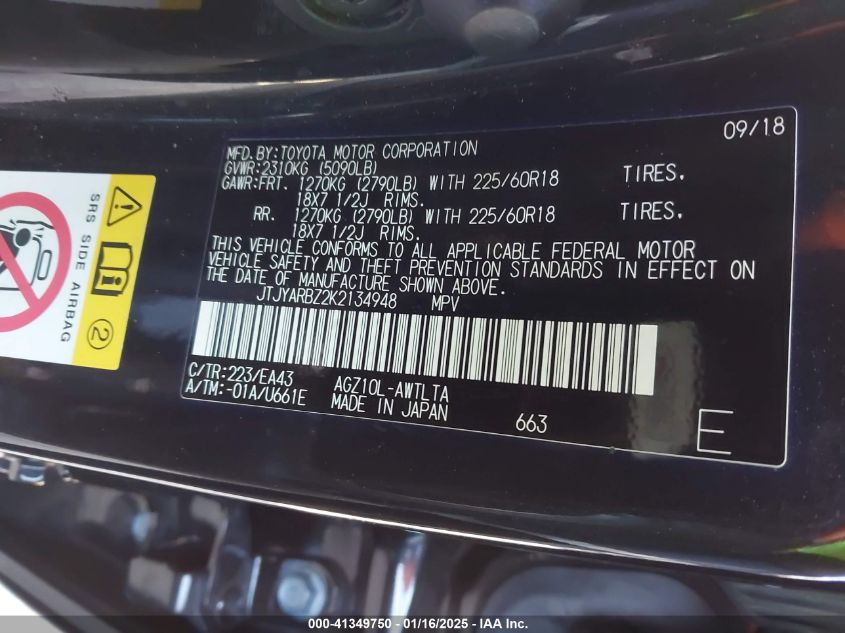 09/18
MFD.BY:TOYOTA MOTOR CORPORATION
GVWR:2310KG (5090LB)
GAWR:FRT. 1270KG (2790LB) WITH 225/60R18 TIRES.
18X7 1/2J RIMS.
RR. 1270KG (2790LB) WITH 225/60R18 TIRES.
18X7 1/2J RIMS.
THIS VEHICLE CONFORMS TO ALL APPLICABLE FEDERAL MOTOR
VEHICLE SAFETY AND THEFT PREVENTION STANDARDS IN EFFECT ON
THE DATE OF MANUFACTURE SHOWN ABOVE.
JTJYARBZ2K2134948 MPV
C/TR:223/EA43 AGZ10L-AWTLTA
A/TM:-01A/U661E MADE IN JAPAN
663
E
SRS SIDE AIRBAG
2
000-41349750 - 01/16/2025 - IAA Inc.